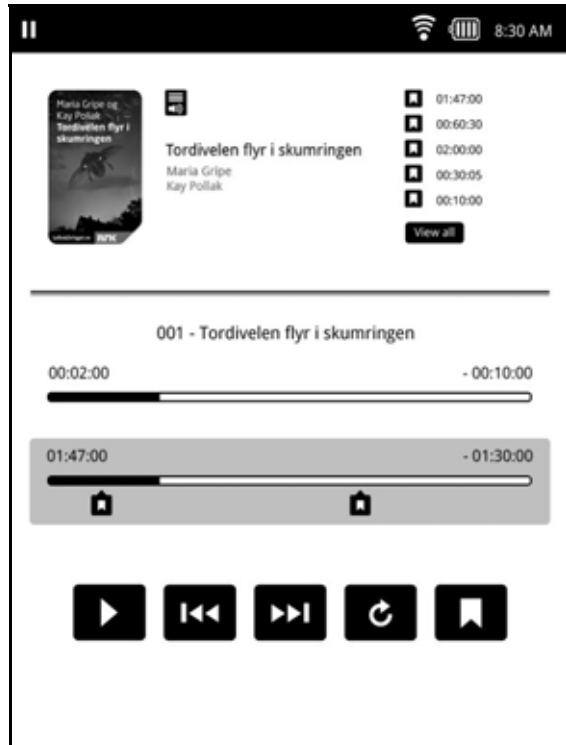 8:30 AM
Maria Gripe og
Kay Pollak
Tordivelen flyr i
skumringen
NRK
Tordivelen flyr i skumringen
Maria Gripe
Kay Pollak
01:47:00
00:60:30
02:00:00
00:30:05
00:10:00
View all
001 - Tordivelen flyr i skumringen
00:02:00
- 00:10:00
01:47:00
- 01:30:00